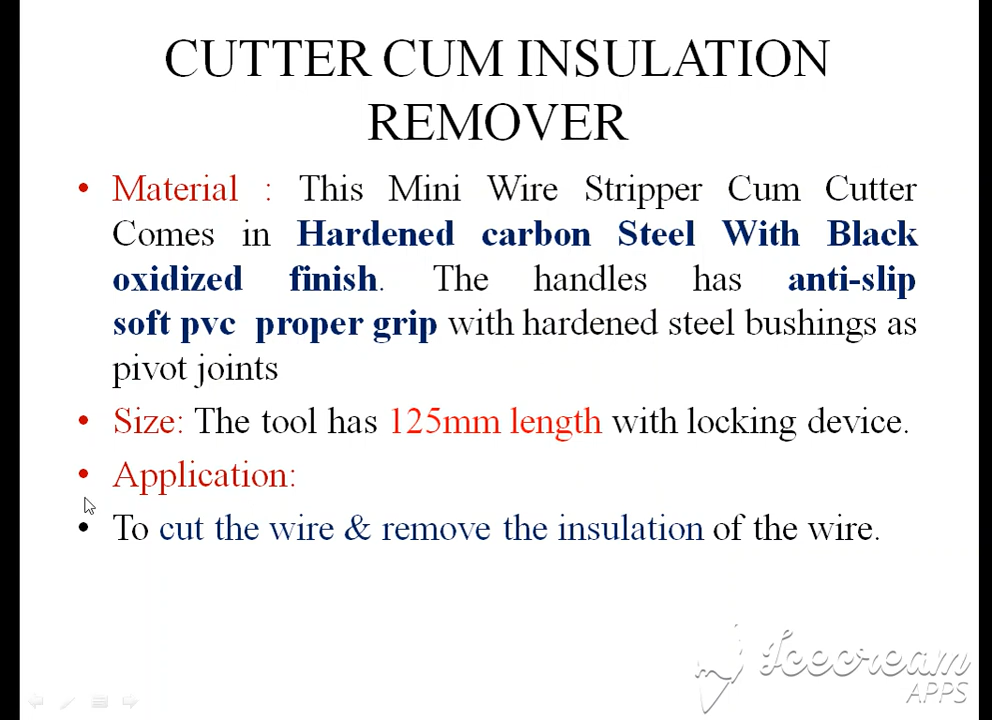 CUTTER CUM INSULATION
REMOVER
• Material : This Mini Wire Stripper Cum Cutter
Comes in Hardened carbon Steel With Black
oxidized finish. The handles has anti-slip
soft pvc proper grip with hardened steel bushings as
pivot joints
• Size: The tool has 125mm length with locking device.
• Application:
• To cut the wire & remove the insulation of the wire.
Icecream
APPS